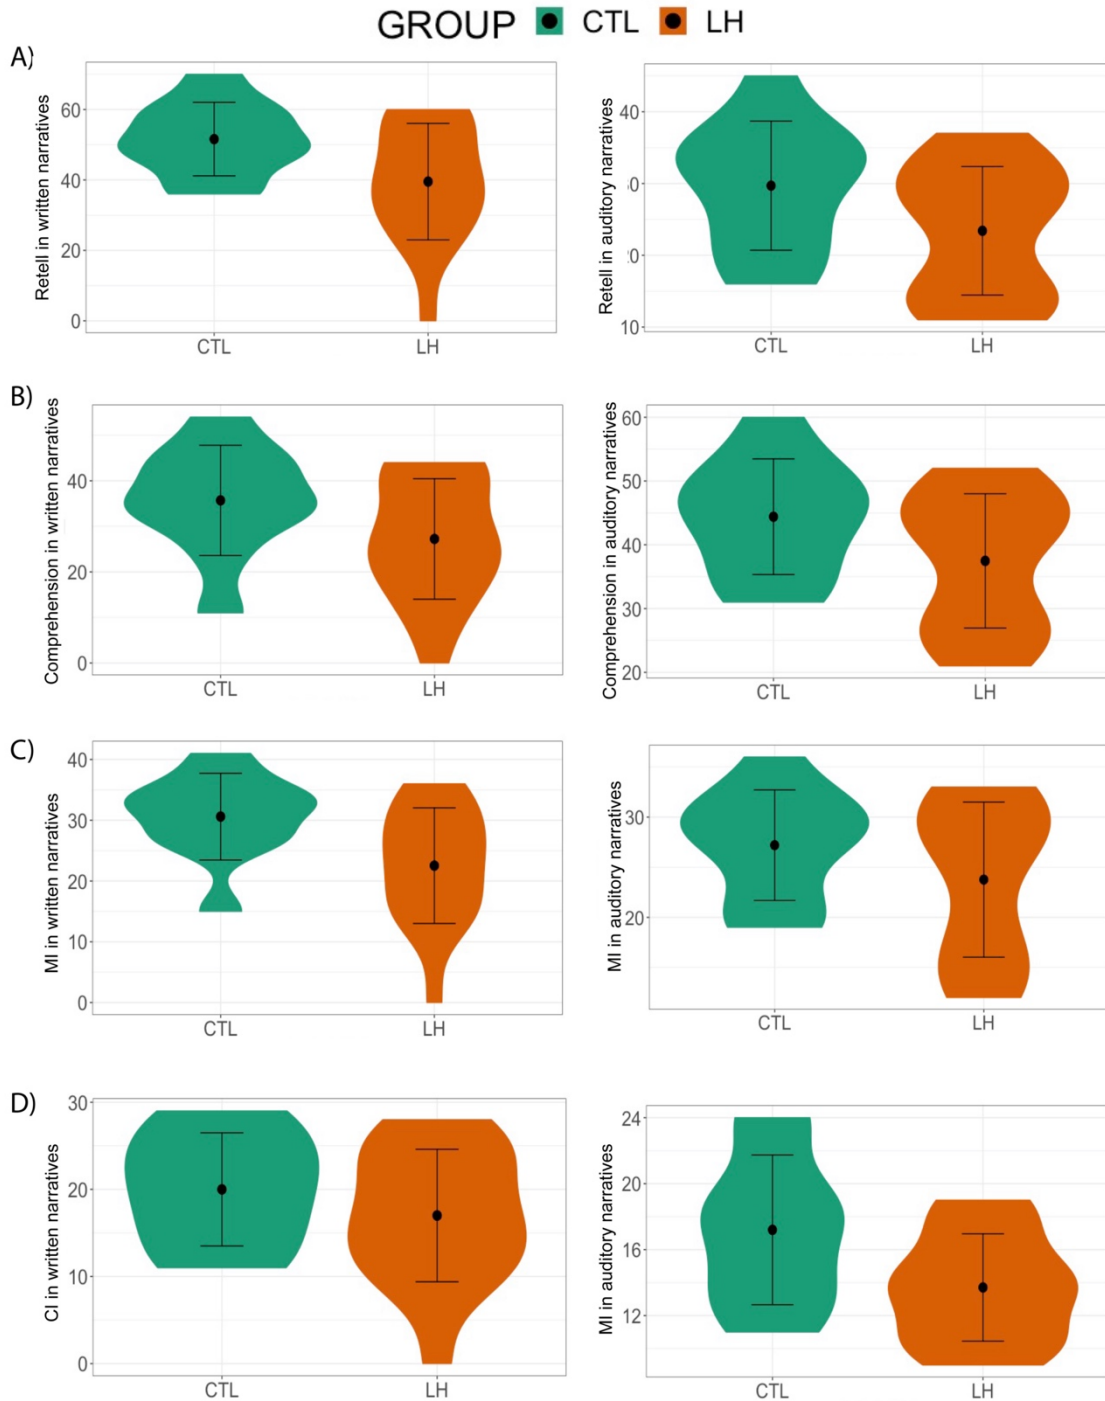 GROUP CTL LH
A)
Retell in written narratives
60
40
20
0
CTL LH
Retell in auditory narratives
40
0
0
10
CTL LH
B)
Comprehension in written narratives
40
20
0
CTL LH
Comprehension in auditory narratives
60
50
40
30
20
CTL LH
C)
MI in written narratives
40
30
20
10
0
CTL LH
MI in auditory narratives
30
20
CTL LH
D)
CI in written narratives
30
20
10
0
CTL LH
MI in auditory narratives
24
20
16
12
CTL LH